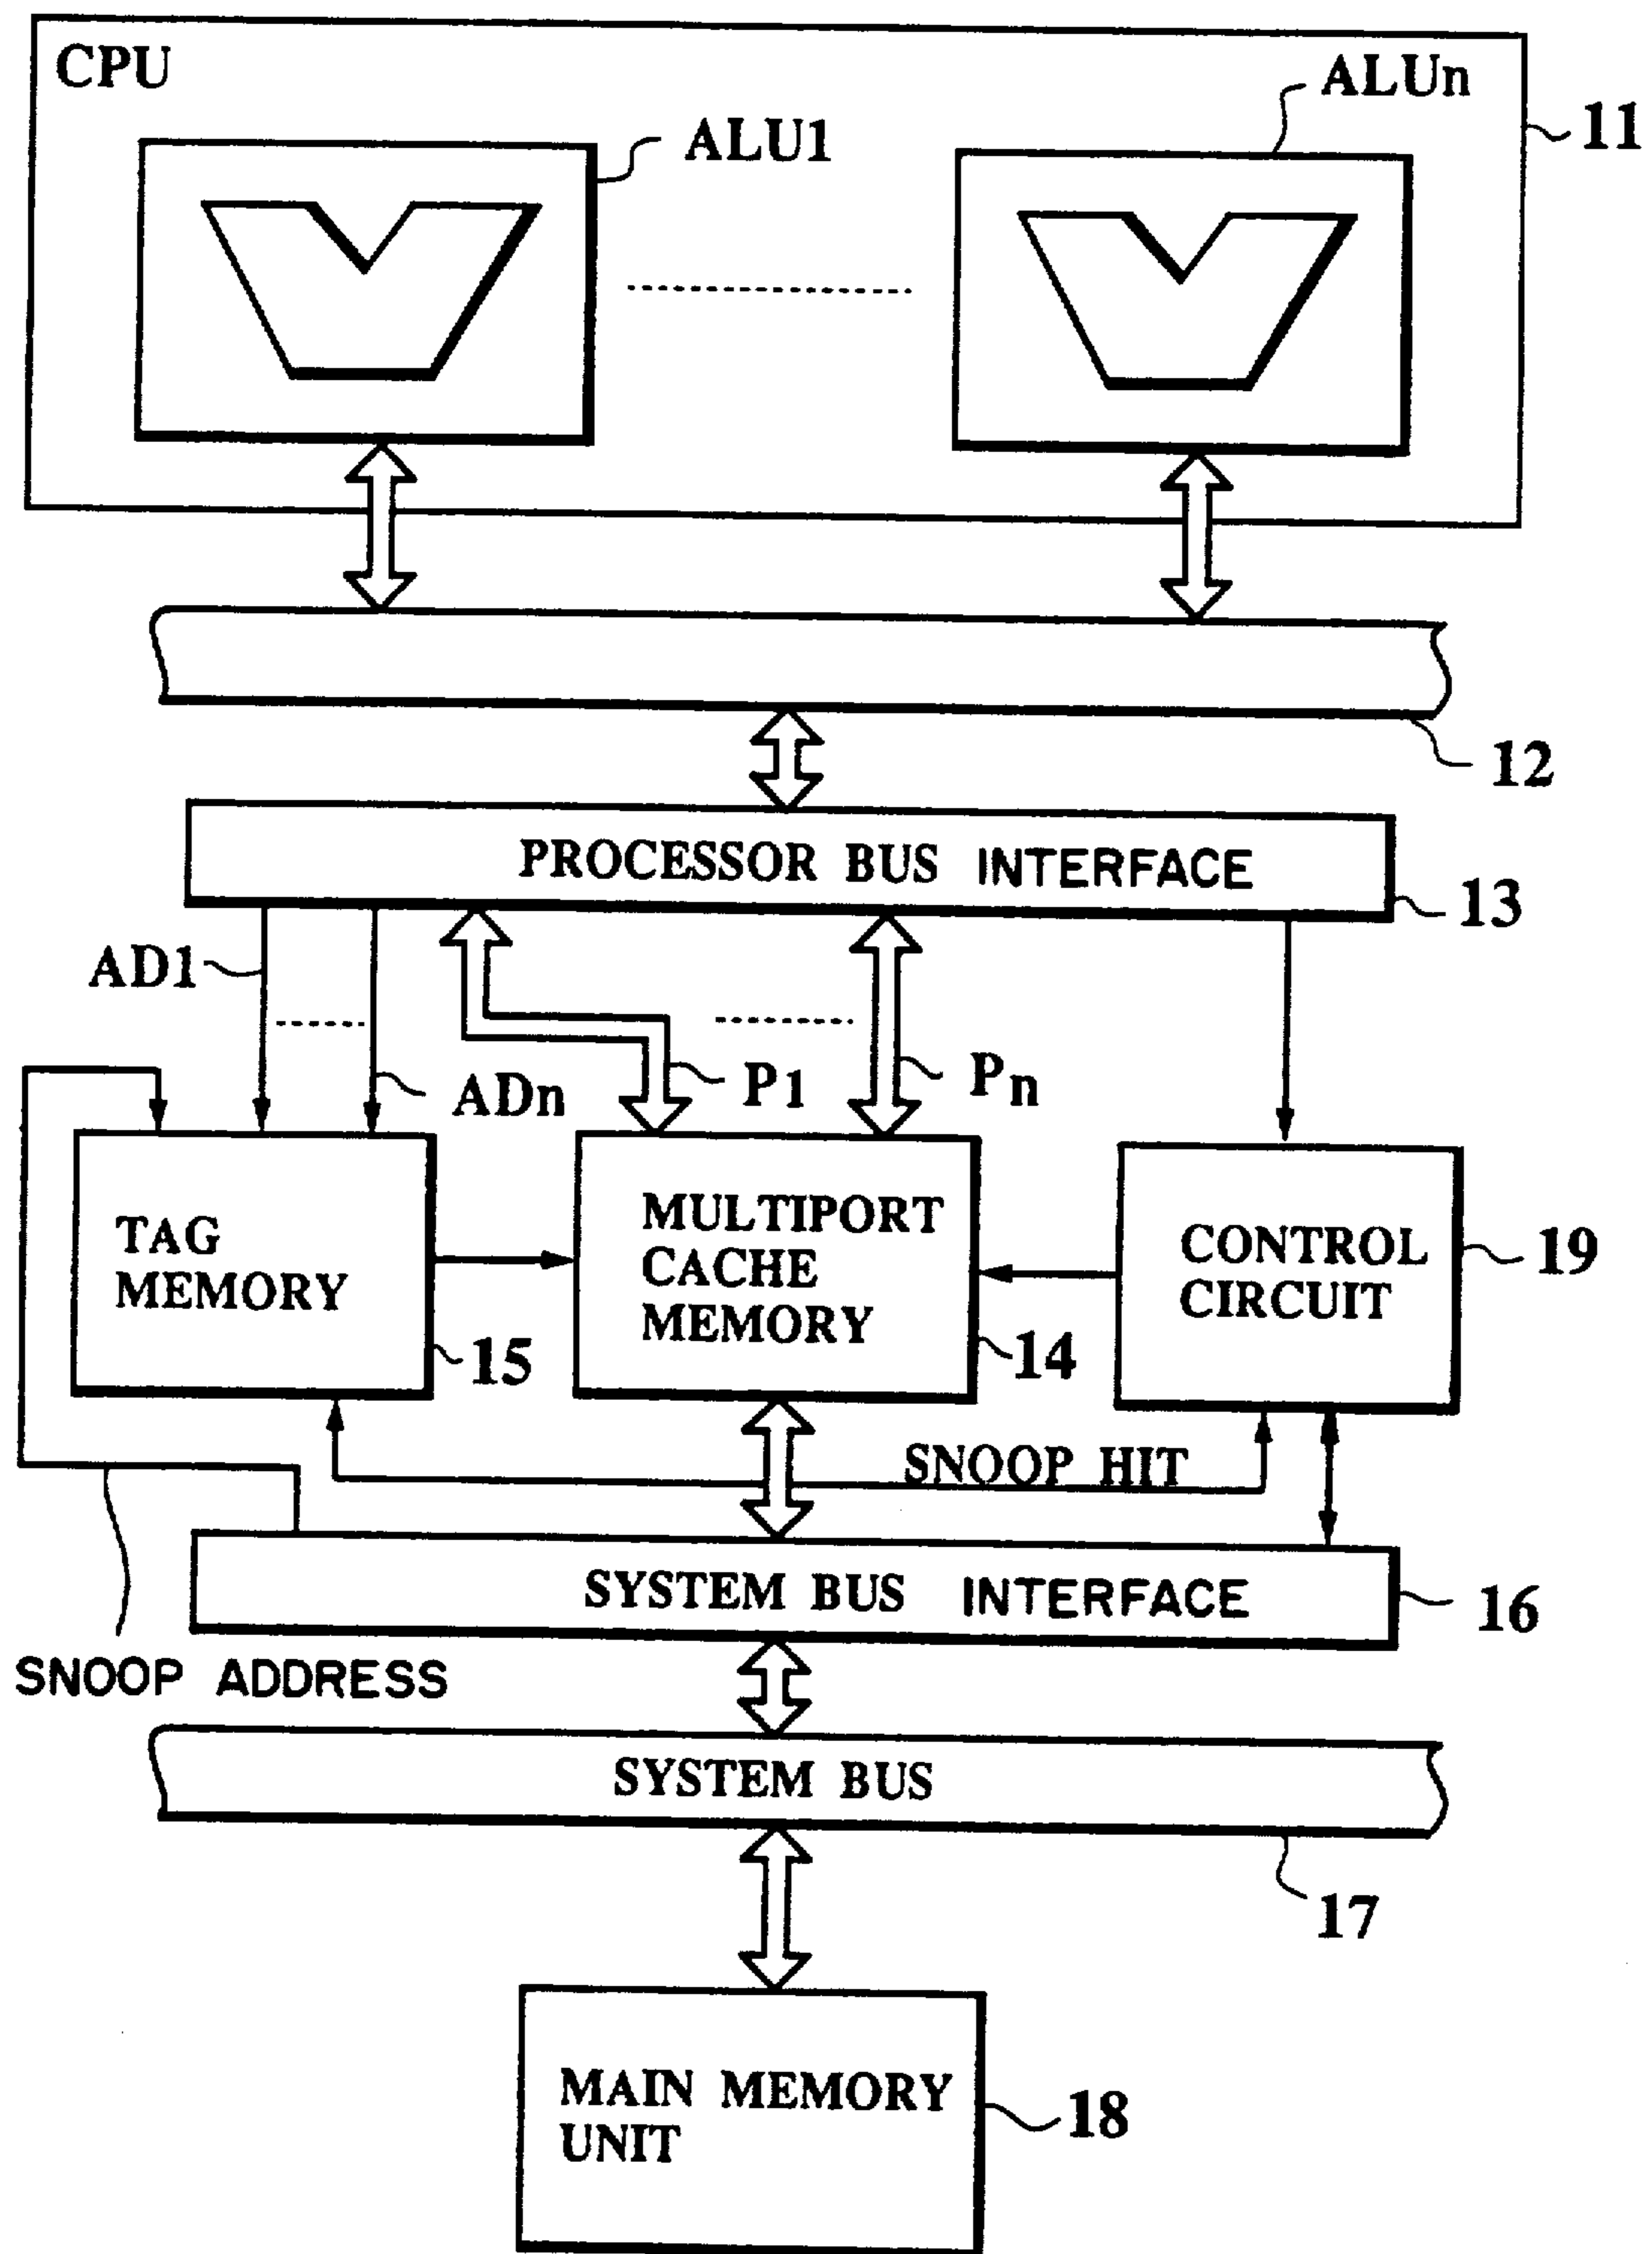 CPU
ALUn
11
ALU1
12
PROCESSOR BUS INTERFACE
13
AD1
ADn
P1
Pn
TAG
MEMORY
15
MULTIPORT
CACHE
MEMORY
14
CONTROL
CIRCUIT
19
SNOOP HIT
SYSTEM BUS INTERFACE
16
SNOOP ADDRESS
SYSTEM BUS
17
MAIN MEMORY
UNIT
18